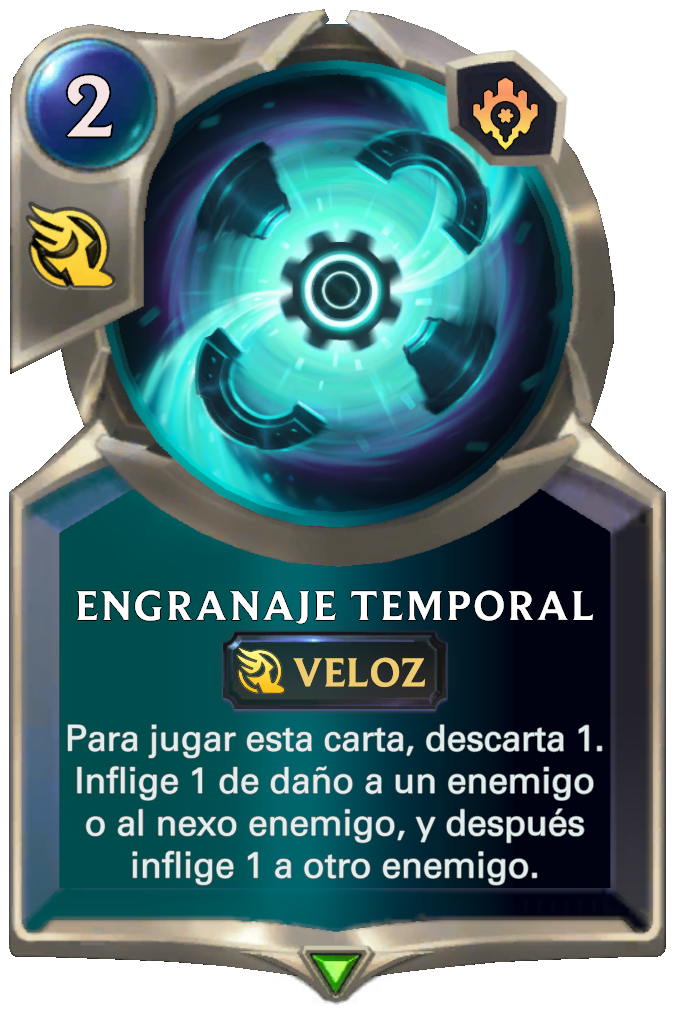 2
ENGRANAJE TEMPORAL
VELOZ
Para jugar esta carta, descarta 1.
Inflige 1 de daño a un enemigo
o al nexo enemigo, y después
inflige 1 a otro enemigo.